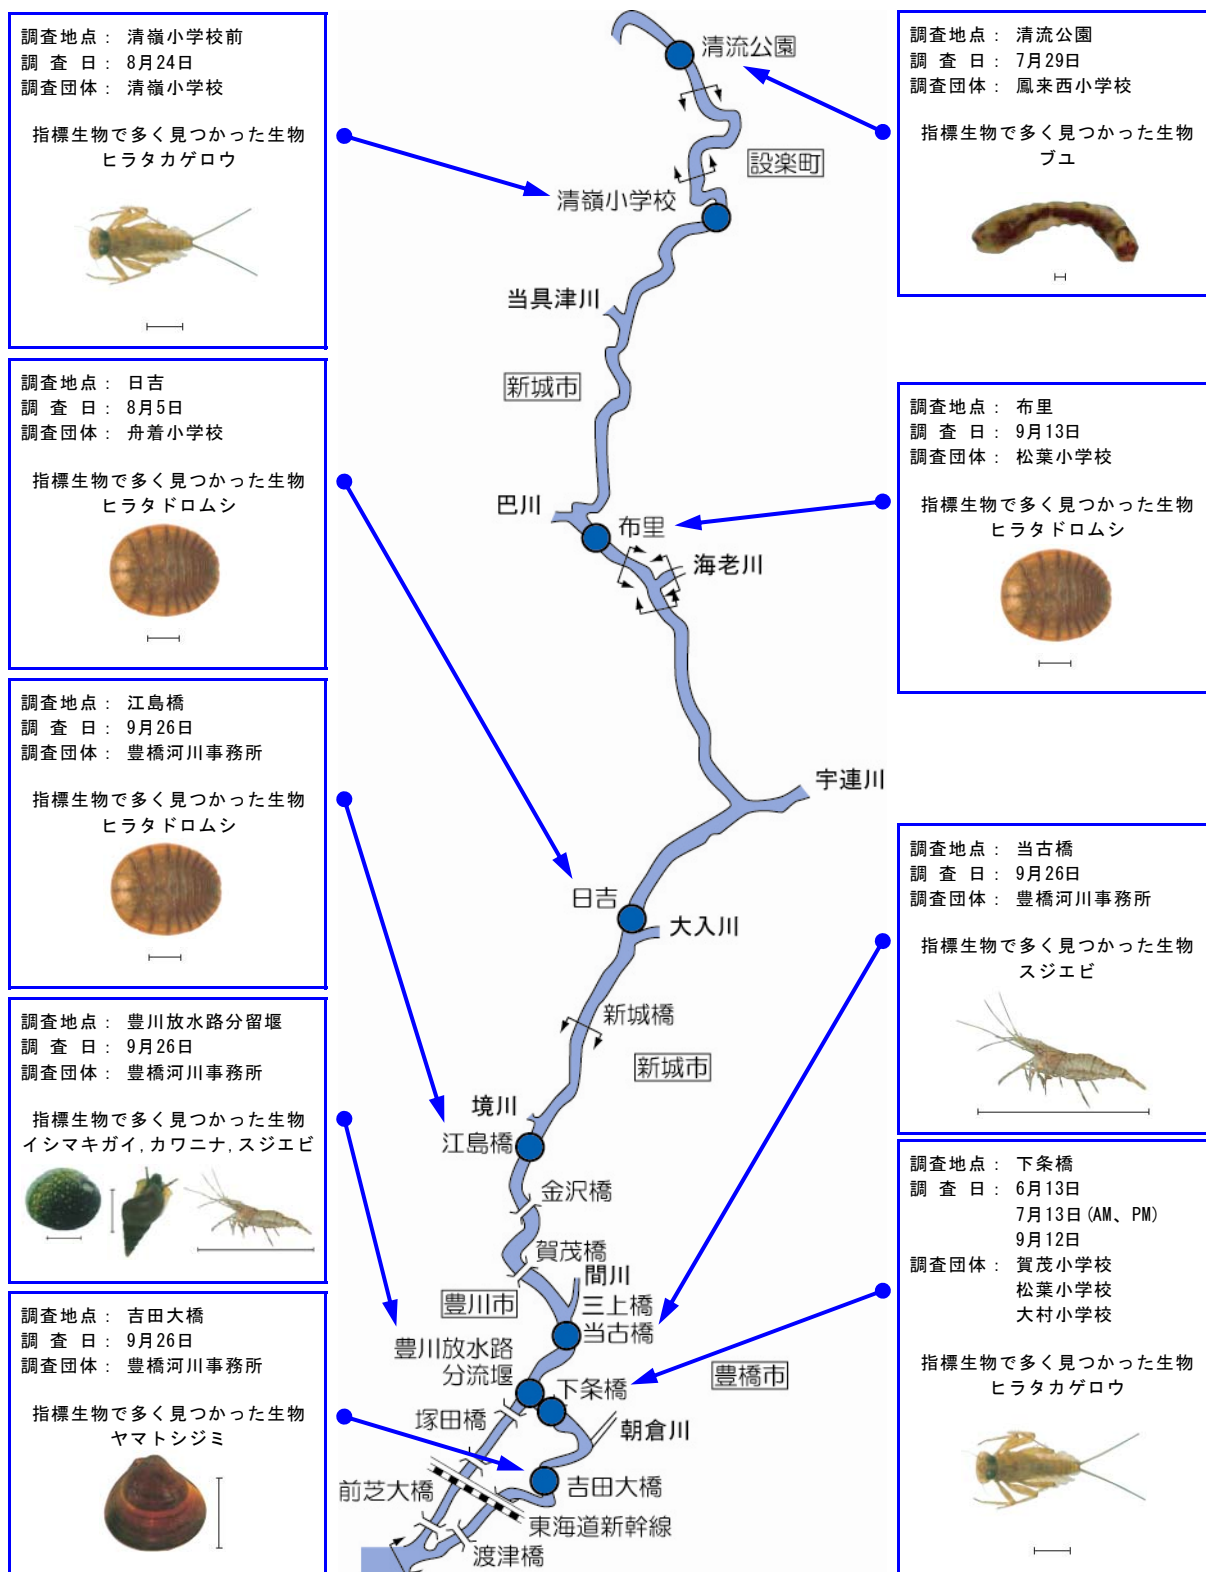 調査地点： 清嶺小学校前
調 査 日： 8月24日
調査団体： 清嶺小学校
指標生物で多く見つかった生物
ヒラタカゲロウ
調査地点： 日吉
調 査 日： 8月5日
調査団体： 舟着小学校
指標生物で多く見つかった生物
ヒラタドロムシ
調査地点： 江島橋
調 査 日： 9月26日
調査団体： 豊橋河川事務所
指標生物で多く見つかった生物
ヒラタドロムシ
調査地点： 豊川放水路分留堰
調 査 日： 9月26日
調査団体： 豊橋河川事務所
指標生物で多く見つかった生物
イシマキガイ,カワニナ,スジエビ
調査地点： 吉田大橋
調 査 日： 9月26日
調査団体： 豊橋河川事務所
指標生物で多く見つかった生物
ヤマトシジミ
清流公園
設楽町
清嶺小学校
当具津川
新城市
巴川
布里
海老川
宇連川
日吉
大入川
新城橋
新城市
境川
江島橋
金沢橋
賀茂橋
間川
豊川市
三上橋
当古橋
豊川放水路
分流堰
下条橋
豊橋市
塚田橋
朝倉川
前芝大橋
吉田大橋
東海道新幹線
渡津橋
調査地点： 清流公園
調 査 日： 7月29日
調査団体： 鳳来西小学校
指標生物で多く見つかった生物
ブユ
調査地点： 布里
調 査 日： 9月13日
調査団体： 松葉小学校
指標生物で多く見つかった生物
ヒラタドロムシ
調査地点： 当古橋
調 査 日： 9月26日
調査団体： 豊橋河川事務所
指標生物で多く見つかった生物
スジエビ
調査地点： 下条橋
調 査 日： 6月13日
7月13日(AM、PM)
9月12日
調査団体： 賀茂小学校
松葉小学校
大村小学校
指標生物で多く見つかった生物
ヒラタカゲロウ